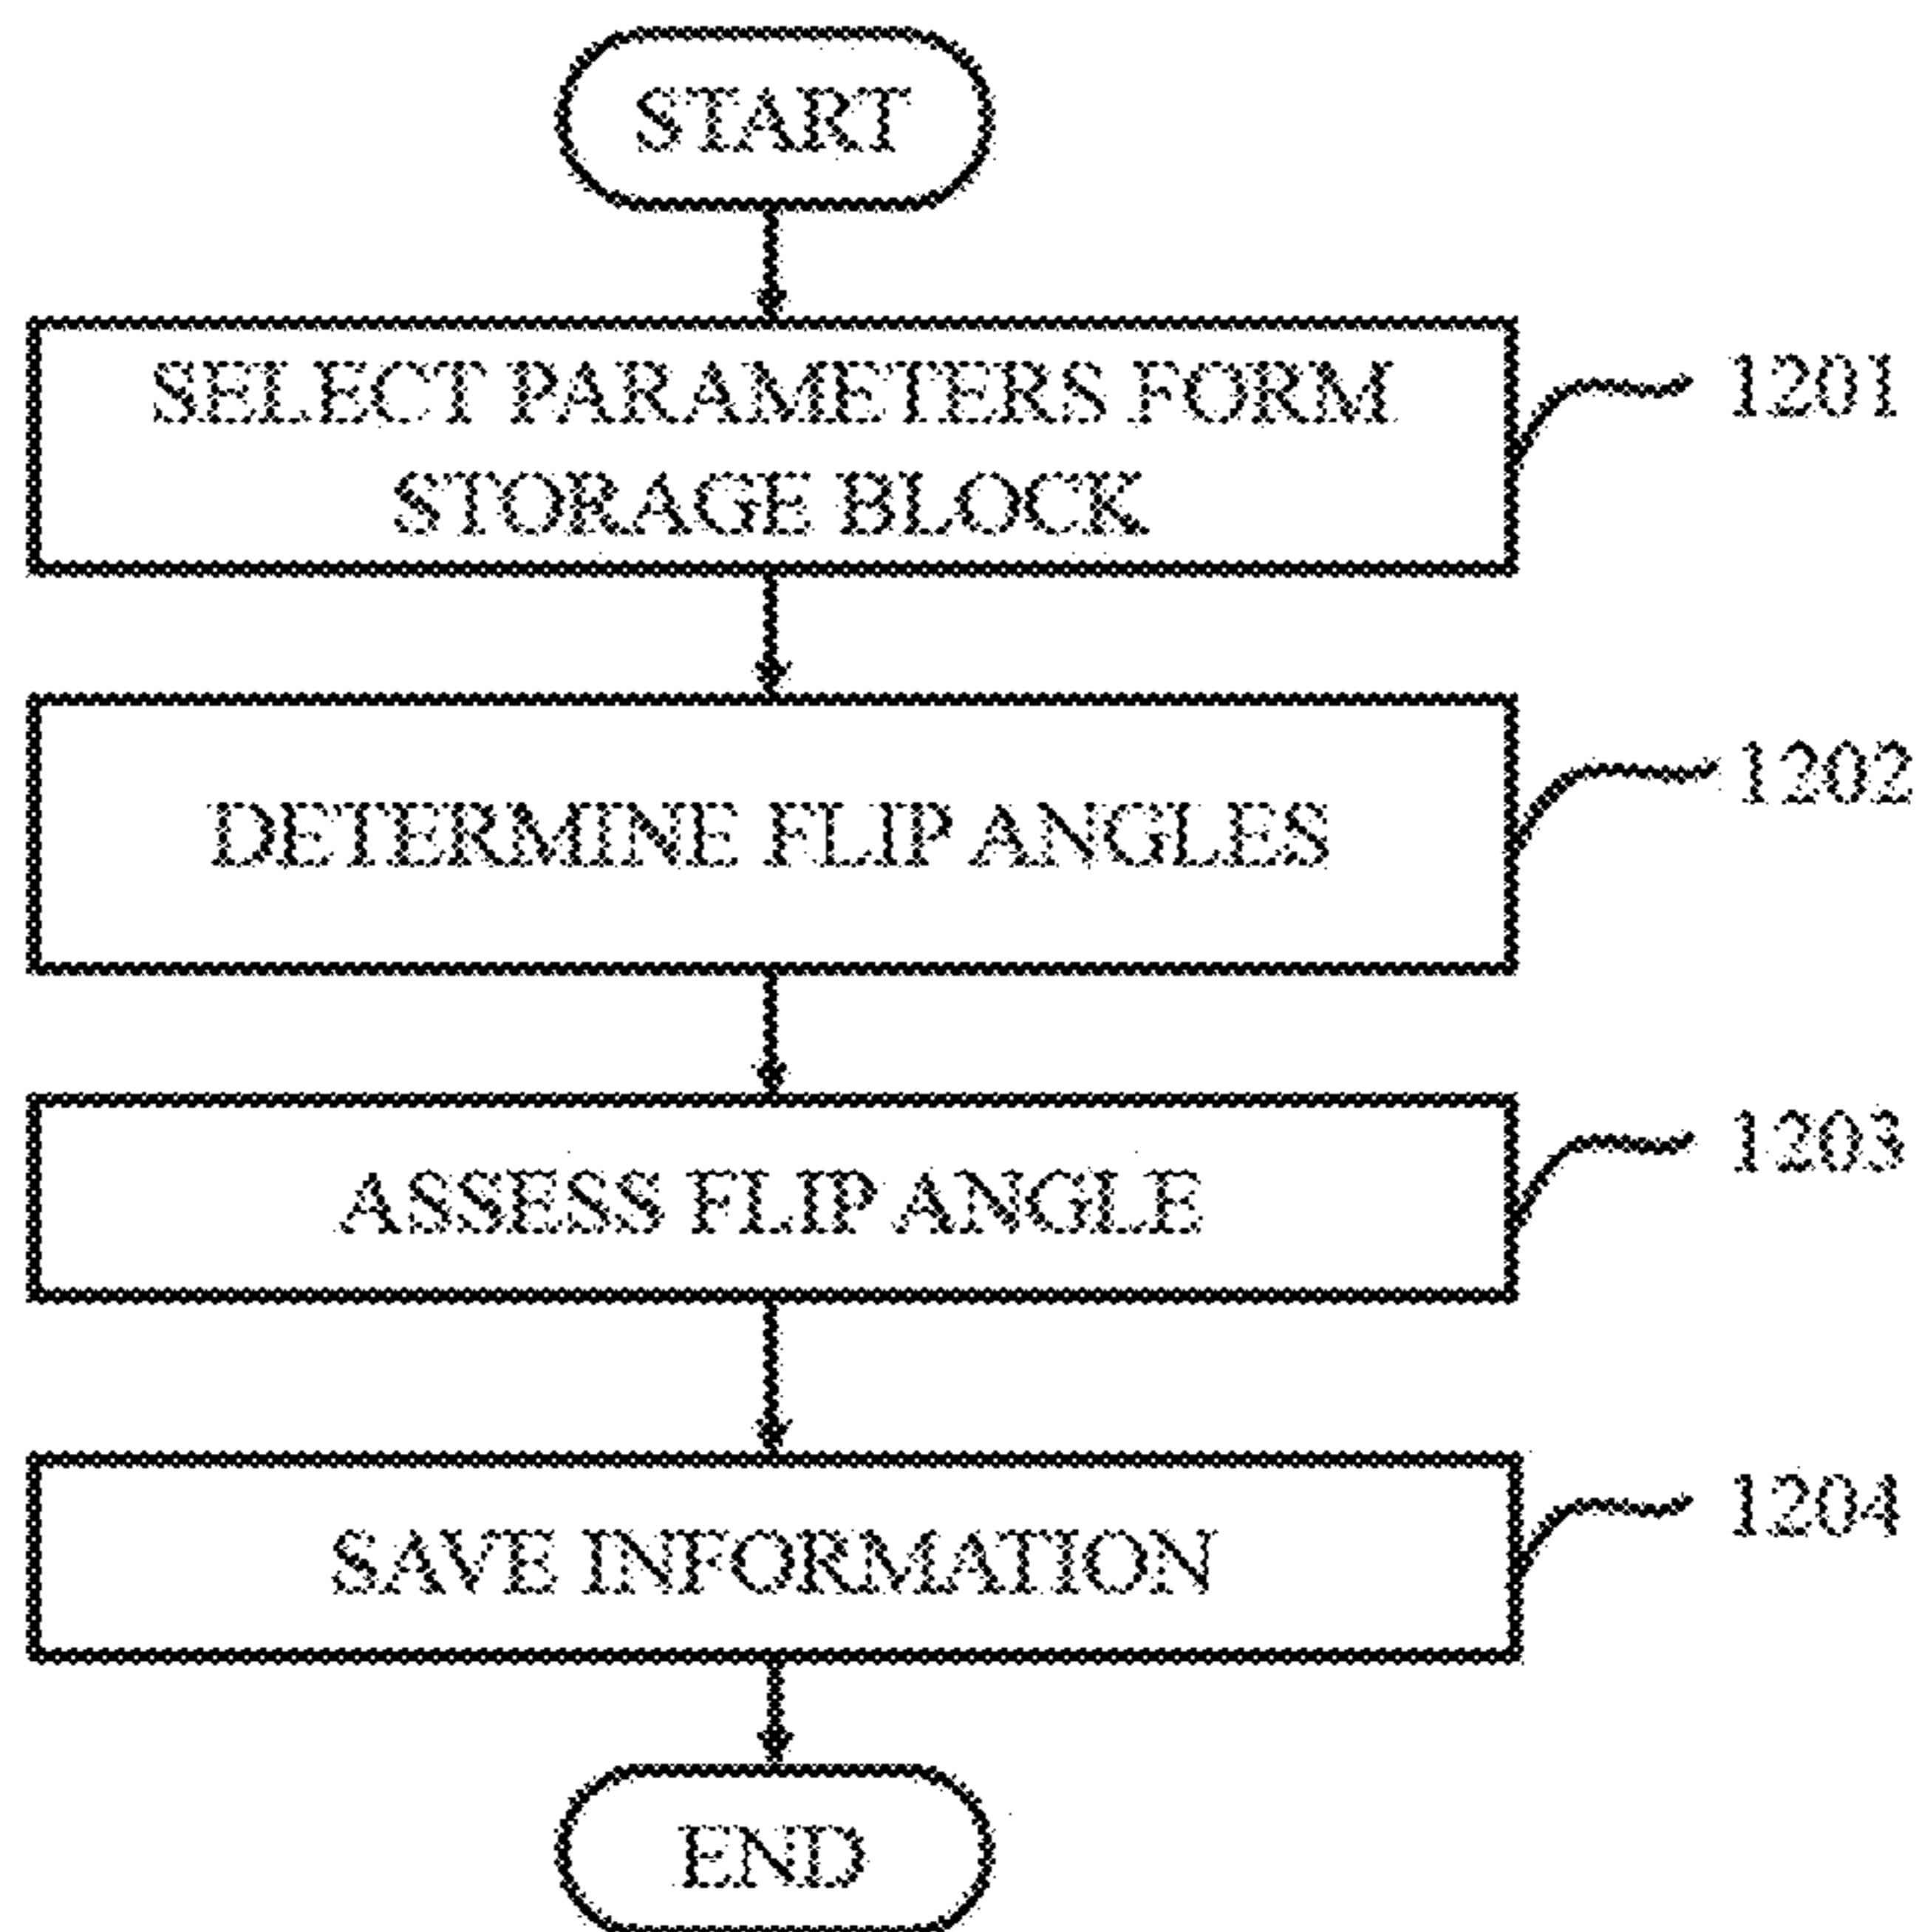 START
SELECT PARAMETERS FORM
STORAGE BLOCK
1201
DETERMINE FLIP ANGLES
1202
ASSESS FLIP ANGLE
1203
SAVE INFORMATION
1204
END